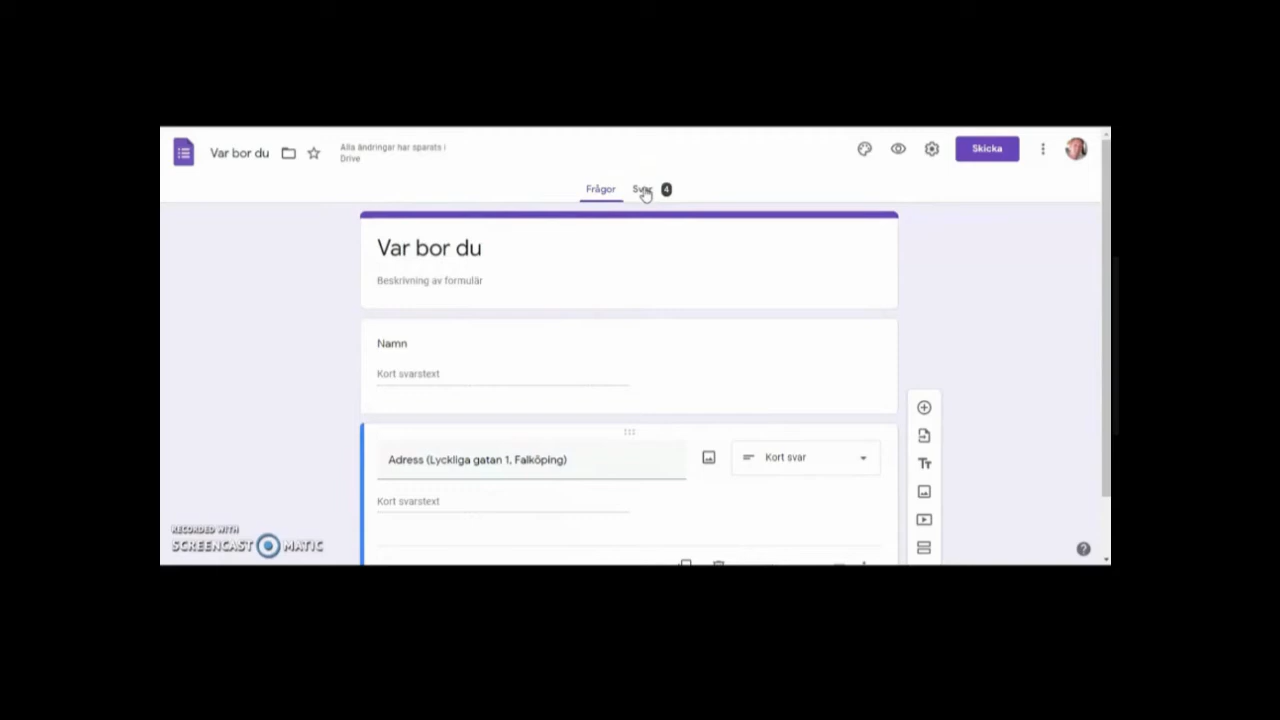 Var bor du
Alla ändringar har sparats i
Drive
Skicka
Frågor Svar 4
Var bor du
Beskrivning av formulär
Namn
Kort svarstext
Adress (Lyckliga gatan 1, Falköping)
Kort svar
Kort svarstext
Tт
RECORDED WITH
SCREENCAST MATIC